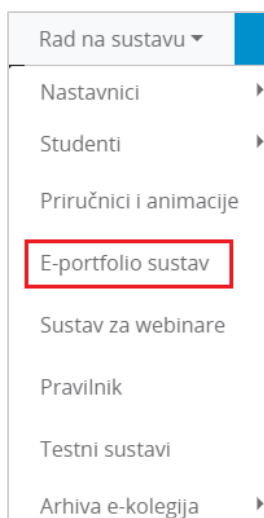 Rad na sustavu
Nastavnici
Studenti
Priručnici i animacije
E-portfolio sustav
Sustav za webinare
Pravilnik
Testni sustavi
Arhiva e-kolegija